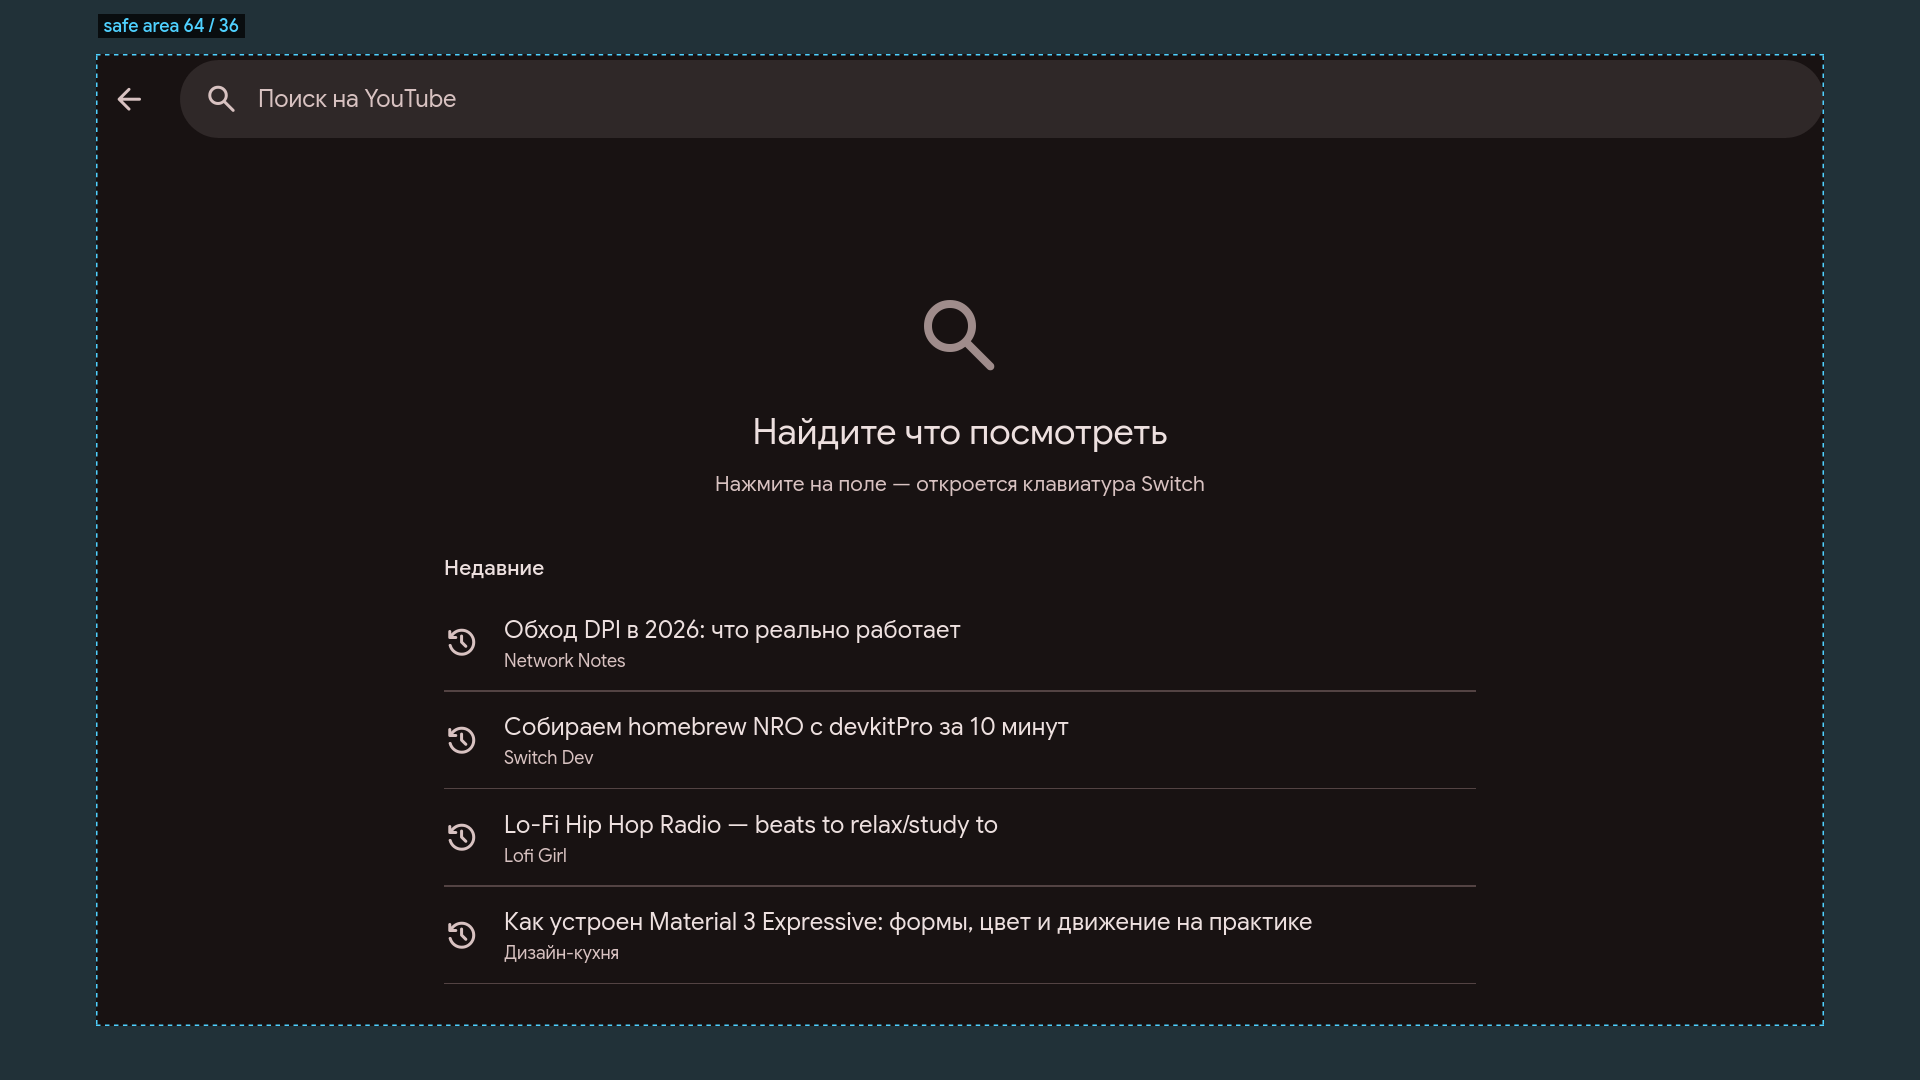 safe area 64 / 36
Поиск на YouTube
Найдите что посмотреть
Нажмите на поле — откроется клавиатура Switch
Недавние
Обход DPI в 2026: что реально работает
Network Notes
Собираем homebrew NRO с devkitPro за 10 минут
Switch Dev
Lo-Fi Hip Hop Radio — beats to relax/study to
Lofi Girl
Как устроен Material 3 Expressive: формы, цвет и движение на практике
Дизайн-кухня